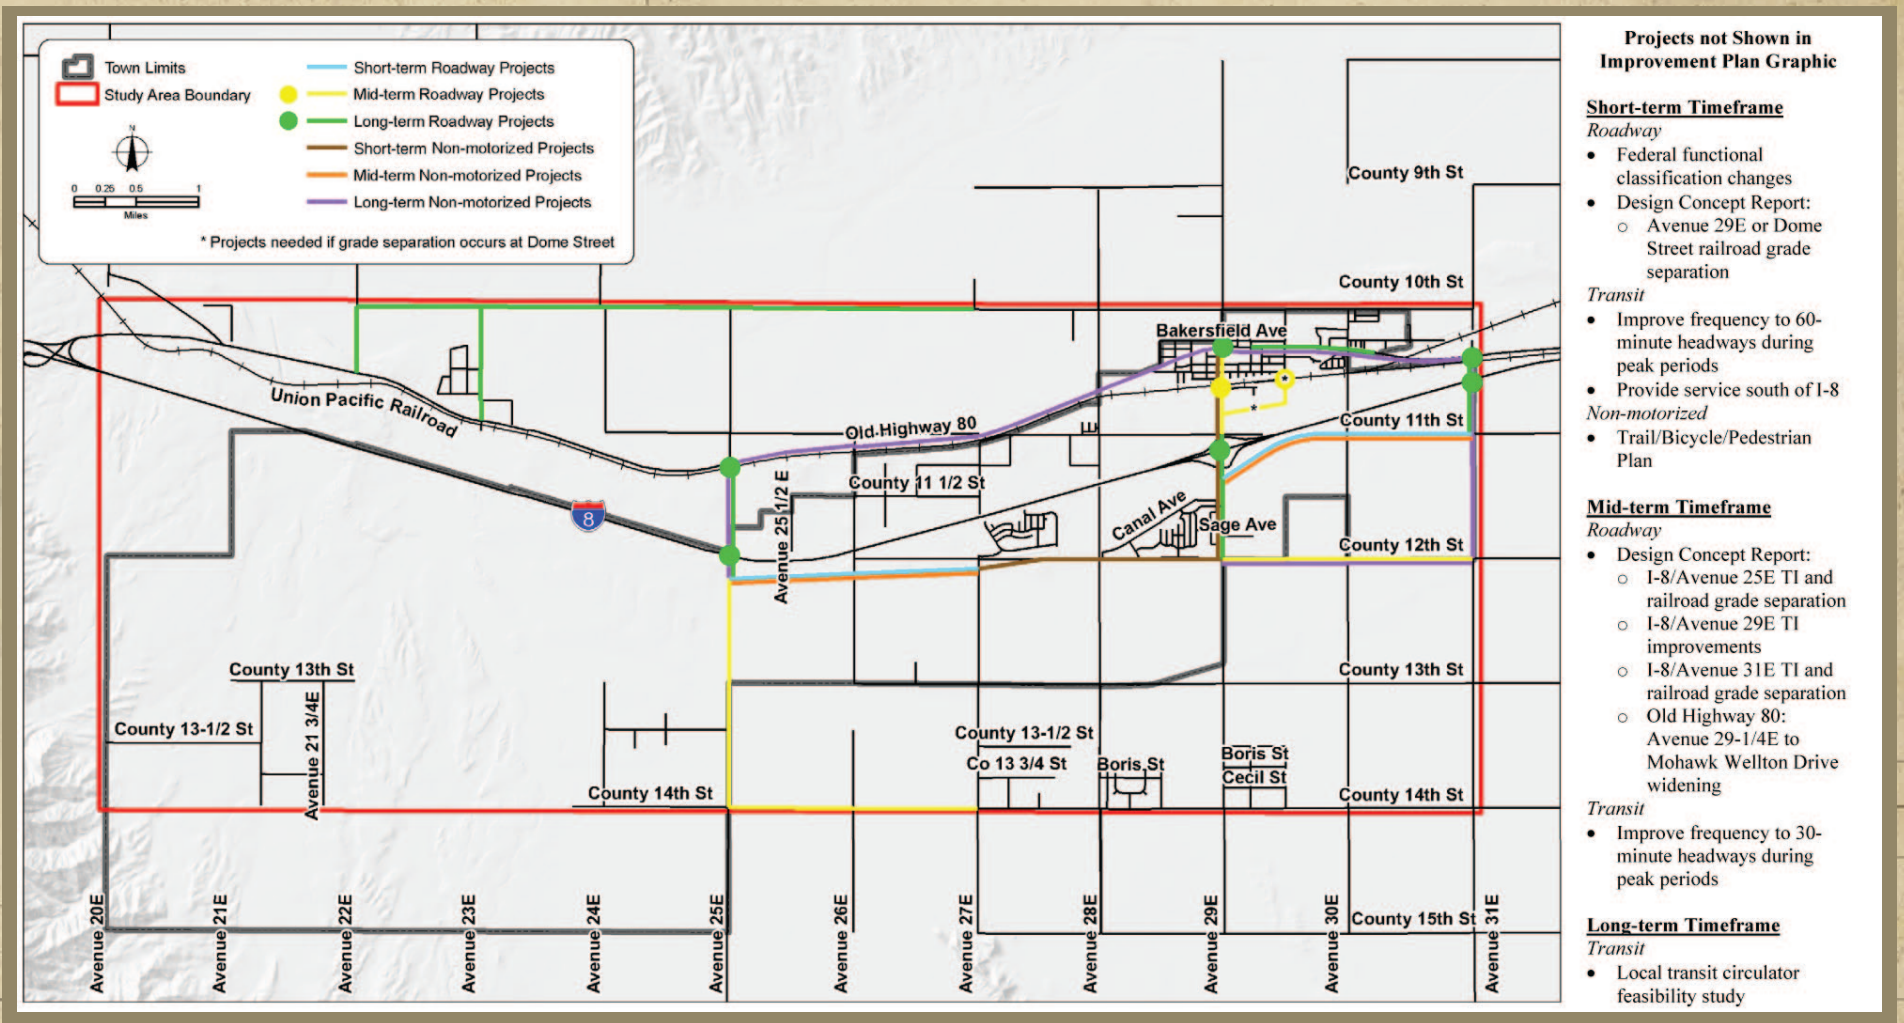 Town Limits
Study Area Boundary
N
0 0.25 0.5 1
Miles
Short-term Roadway Projects
Mid-term Roadway Projects
Long-term Roadway Projects
Short-term Non-motorized Projects
Mid-term Non-motorized Projects
Long-term Non-motorized Projects
* Projects needed if grade separation occurs at Dome Street
County 9th St
County 10th St
Bakersfield Ave
*
*
Union Pacific Railroad
Old Highway 80
County 11th St
County 11 1/2 St
Avenue 25 1/2 E
8
Canal Ave
Sage Ave
County 12th St
County 13th St
County 13th St
County 13-1/2 St
Avenue 21 3/4E
County 13-1/2 St
Co 13 3/4 St
Boris St
Boris St
Cecil St
County 14th St
County 14th St
County 15th St
Avenue 20E
Avenue 21E
Avenue 22E
Avenue 23E
Avenue 24E
Avenue 25E
Avenue 26E
Avenue 27E
Avenue 28E
Avenue 29E
Avenue 30E
Avenue 31E
Projects not Shown in
Improvement Plan Graphic
Short-term Timeframe
Roadway
• Federal functional
classification changes
• Design Concept Report:
o Avenue 29E or Dome
Street railroad grade
separation
Transit
• Improve frequency to 60-
minute headways during
peak periods
• Provide service south of I-8
Non-motorized
• Trail/Bicycle/Pedestrian
Plan
Mid-term Timeframe
Roadway
• Design Concept Report:
o I-8/Avenue 25E TI and
railroad grade separation
o I-8/Avenue 29E TI
improvements
o I-8/Avenue 31E TI and
railroad grade separation
o Old Highway 80:
Avenue 29-1/4E to
Mohawk Wellton Drive
widening
Transit
• Improve frequency to 30-
minute headways during
peak periods
Long-term Timeframe
Transit
• Local transit circulator
feasibility study